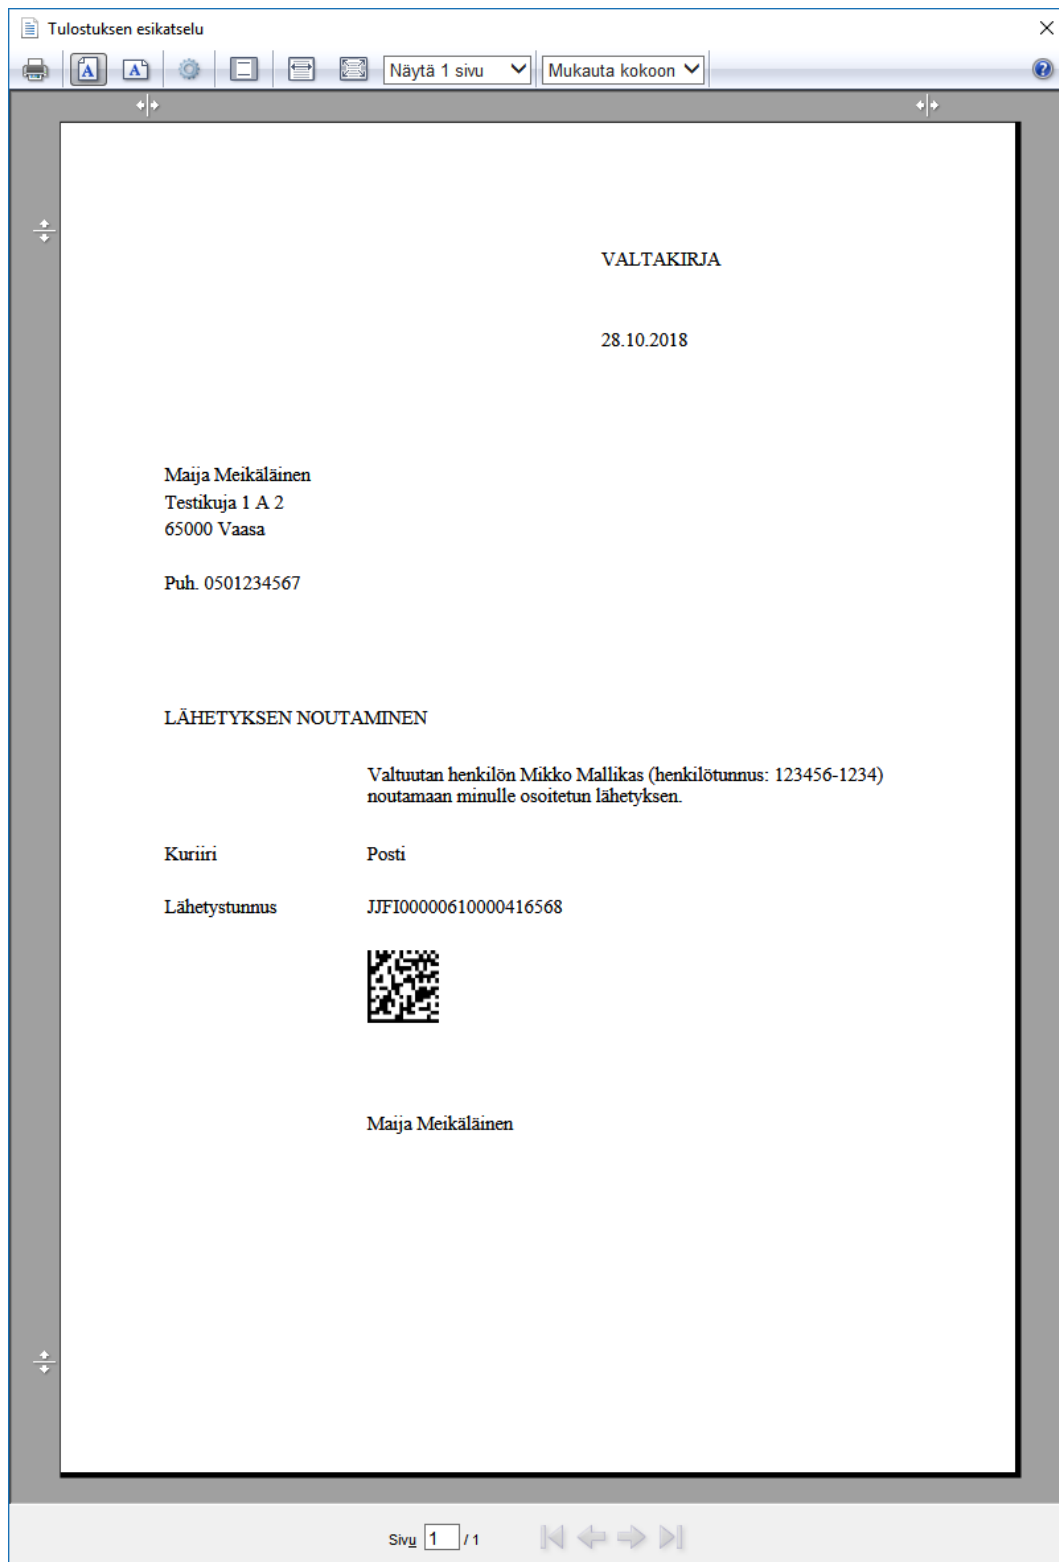 Tulostuksen esikatselu
Näytä 1 sivu
Mukauta kokoon
VALTAKIRJA
28.10.2018
Maija Meikäläinen
Testikuja 1 A 2
65000 Vaasa
Puh. 0501234567
LÄHETYKSEN NOUTAMINEN
Valtuutan henkilön Mikko Mallikas (henkilötunnus: 123456-1234)
noutamaan minulle osoitetun lähetyksen.
Kuriiri Posti
Lähetystunnus JJFI00000610000416568
Maija Meikäläinen
Sivu 1 / 1